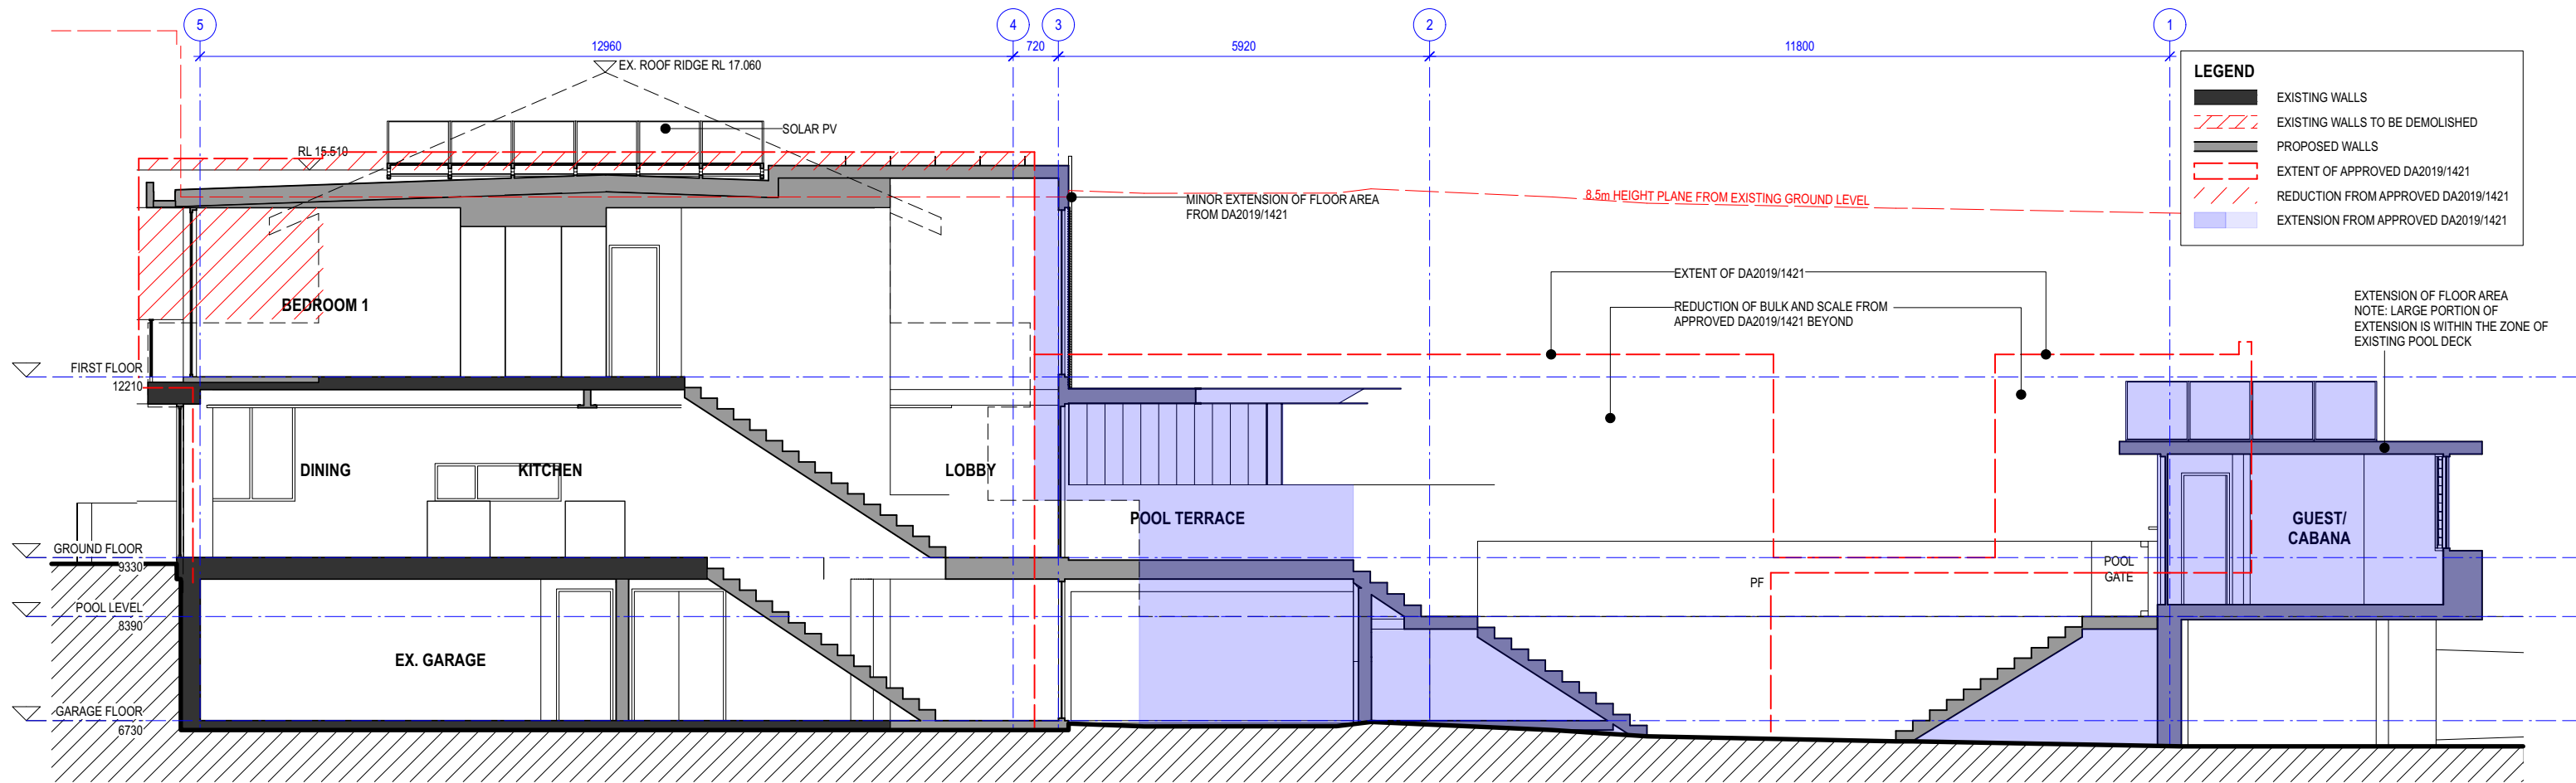 5
4
3
2
1
12960
720
5920
11800
EX. ROOF RIDGE RL 17.060
SOLAR PV
RL 15.510
LEGEND
EXISTING WALLS
EXISTING WALLS TO BE DEMOLISHED
PROPOSED WALLS
EXTENT OF APPROVED DA2019/1421
REDUCTION FROM APPROVED DA2019/1421
EXTENSION FROM APPROVED DA2019/1421
MINOR EXTENSION OF FLOOR AREA
FROM DA2019/1421
8.5m HEIGHT PLANE FROM EXISTING GROUND LEVEL
EXTENT OF DA2019/1421
REDUCTION OF BULK AND SCALE FROM
APPROVED DA2019/1421 BEYOND
EXTENSION OF FLOOR AREA
NOTE: LARGE PORTION OF
EXTENSION IS WITHIN THE ZONE OF
EXISTING POOL DECK
BEDROOM 1
FIRST FLOOR
12210
DINING
KITCHEN
LOBBY
POOL TERRACE
GUEST/
CABANA
GROUND FLOOR
9330
POOL
GATE
PF
POOL LEVEL
8390
EX. GARAGE
GARAGE FLOOR
6730